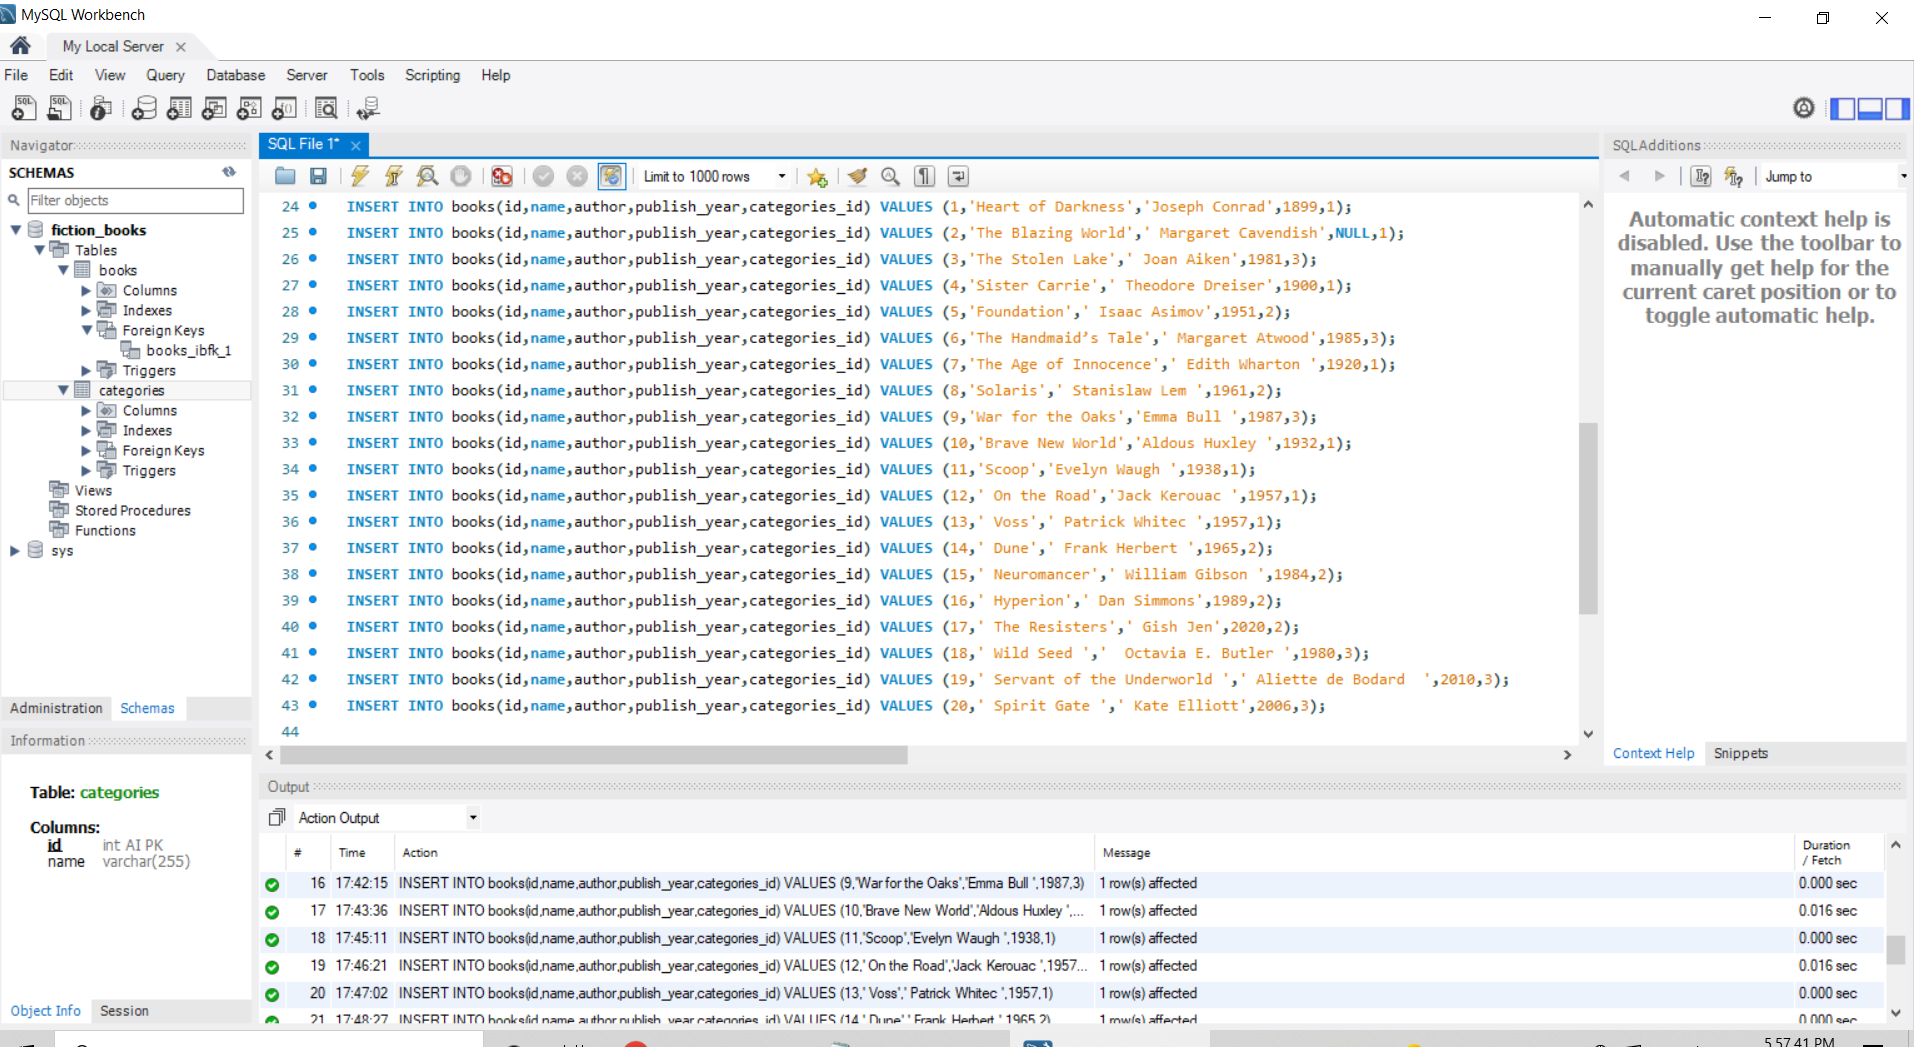 MySQL Workbench
My Local Server
File Edit View Query Database Server Tools Scripting Help
Navigator
SCHEMAS
Filter objects
fiction_books
Tables
books
Columns
Indexes
Foreign Keys
books_ibfk_1
Triggers
categories
Columns
Indexes
Foreign Keys
Triggers
Views
Stored Procedures
Functions
sys
Administration Schemas
Information
Table: categories
Columns:
id int AI PK
name varchar(255)
Object Info Session
SQL File 1*
Limit to 1000 rows
24 INSERT INTO books(id,name,author,publish_year,categories_id) VALUES (1,'Heart of Darkness','Joseph Conrad',1899,1);
25 INSERT INTO books(id,name,author,publish_year,categories_id) VALUES (2,'The Blazing World',' Margaret Cavendish',NULL,1);
26 INSERT INTO books(id,name,author,publish_year,categories_id) VALUES (3,'The Stolen Lake',' Joan Aiken',1981,3);
27 INSERT INTO books(id,name,author,publish_year,categories_id) VALUES (4,'Sister Carrie',' Theodore Dreiser',1900,1);
28 INSERT INTO books(id,name,author,publish_year,categories_id) VALUES (5,'Foundation',' Isaac Asimov',1951,2);
29 INSERT INTO books(id,name,author,publish_year,categories_id) VALUES (6,'The Handmaid’s Tale',' Margaret Atwood',1985,3);
30 INSERT INTO books(id,name,author,publish_year,categories_id) VALUES (7,'The Age of Innocence',' Edith Wharton ',1920,1);
31 INSERT INTO books(id,name,author,publish_year,categories_id) VALUES (8,'Solaris',' Stanislaw Lem ',1961,2);
32 INSERT INTO books(id,name,author,publish_year,categories_id) VALUES (9,'War for the Oaks','Emma Bull ',1987,3);
33 INSERT INTO books(id,name,author,publish_year,categories_id) VALUES (10,'Brave New World','Aldous Huxley ',1932,1);
34 INSERT INTO books(id,name,author,publish_year,categories_id) VALUES (11,'Scoop','Evelyn Waugh ',1938,1);
35 INSERT INTO books(id,name,author,publish_year,categories_id) VALUES (12,' On the Road','Jack Kerouac ',1957,1);
36 INSERT INTO books(id,name,author,publish_year,categories_id) VALUES (13,' Voss',' Patrick Whitec ',1957,1);
37 INSERT INTO books(id,name,author,publish_year,categories_id) VALUES (14,' Dune',' Frank Herbert ',1965,2);
38 INSERT INTO books(id,name,author,publish_year,categories_id) VALUES (15,' Neuromancer',' William Gibson ',1984,2);
39 INSERT INTO books(id,name,author,publish_year,categories_id) VALUES (16,' Hyperion',' Dan Simmons',1989,2);
40 INSERT INTO books(id,name,author,publish_year,categories_id) VALUES (17,' The Resisters',' Gish Jen',2020,2);
41 INSERT INTO books(id,name,author,publish_year,categories_id) VALUES (18,' Wild Seed ','  Octavia E. Butler ',1980,3);
42 INSERT INTO books(id,name,author,publish_year,categories_id) VALUES (19,' Servant of the Underworld ',' Aliette de Bodard  ',2010,3);
43 INSERT INTO books(id,name,author,publish_year,categories_id) VALUES (20,' Spirit Gate ',' Kate Elliott',2006,3);
44
SQLAdditions
Jump to
Automatic context help is
disabled. Use the toolbar to
manually get help for the
current caret position or to
toggle automatic help.
Context Help Snippets
Output
Action Output
# Time Action Message Duration / Fetch
16 17:42:15 INSERT INTO books(id,name,author,publish_year,categories_id) VALUES (9,'War for the Oaks','Emma Bull ',1987,3) 1 row(s) affected 0.000 sec
17 17:43:36 INSERT INTO books(id,name,author,publish_year,categories_id) VALUES (10,'Brave New World','Aldous Huxley ',... 1 row(s) affected 0.016 sec
18 17:45:11 INSERT INTO books(id,name,author,publish_year,categories_id) VALUES (11,'Scoop','Evelyn Waugh ',1938,1) 1 row(s) affected 0.000 sec
19 17:46:21 INSERT INTO books(id,name,author,publish_year,categories_id) VALUES (12,' On the Road','Jack Kerouac ',1957... 1 row(s) affected 0.016 sec
20 17:47:02 INSERT INTO books(id,name,author,publish_year,categories_id) VALUES (13,' Voss',' Patrick Whitec ',1957,1) 1 row(s) affected 0.000 sec
21 17:48:27 INSERT INTO books(id,name,author,publish_year,categories_id) VALUES (14,' Dune',' Frank Herbert ',1965,2) 1 row(s) affected 0.000 sec
5:57:41 PM